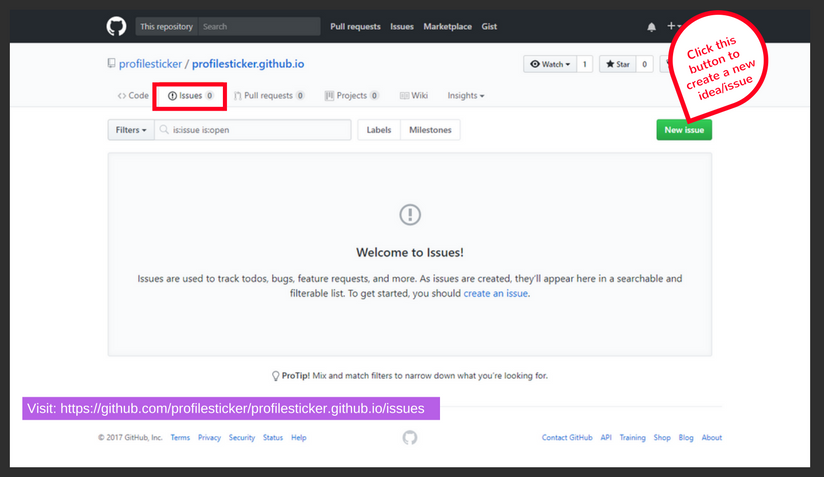 This repository Search Pull requests Issues Marketplace Gist
Click this
button to
create a new
idea/issue
profilesticker / profilesticker.github.io Watch 1 Star 0
Code Issues 0 Pull requests 0 Projects 0 Wiki Insights
Filters is:issue is:open Labels Milestones New issue
Welcome to Issues!
Issues are used to track todos, bugs, feature requests, and more. As issues are created, they'll appear here in a searchable and
filterable list. To get started, you should create an issue.
ProTip! Mix and match filters to narrow down what you're looking for.
Visit: https://github.com/profilesticker/profilesticker.github.io/issues
© 2017 GitHub, Inc. Terms Privacy Security Status Help Contact GitHub API Training Shop Blog About